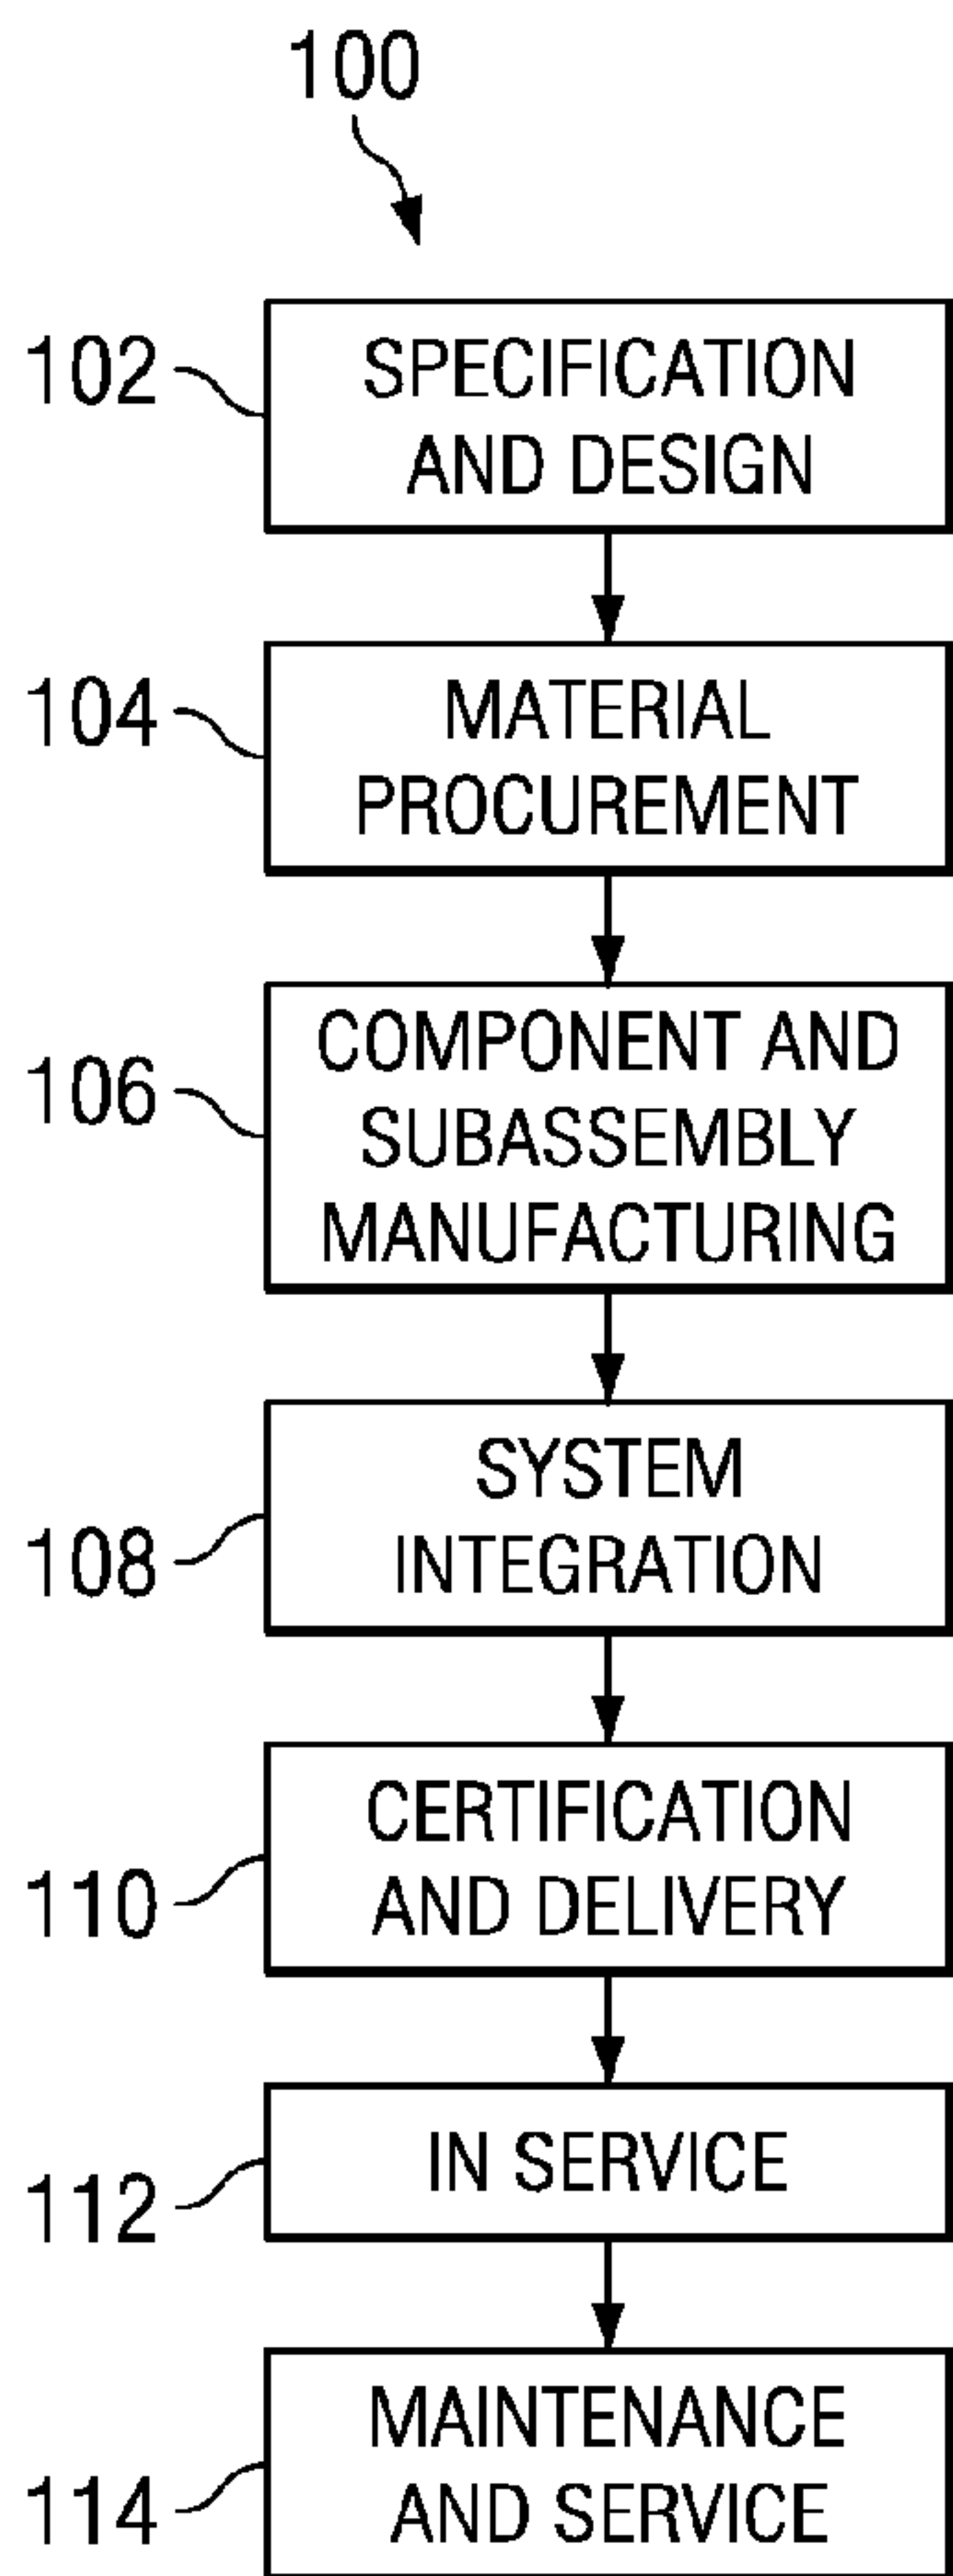 100
102
SPECIFICATION
AND DESIGN
104
MATERIAL
PROCUREMENT
106
COMPONENT AND
SUBASSEMBLY
MANUFACTURING
108
SYSTEM
INTEGRATION
110
CERTIFICATION
AND DELIVERY
112
IN SERVICE
114
MAINTENANCE
AND SERVICE